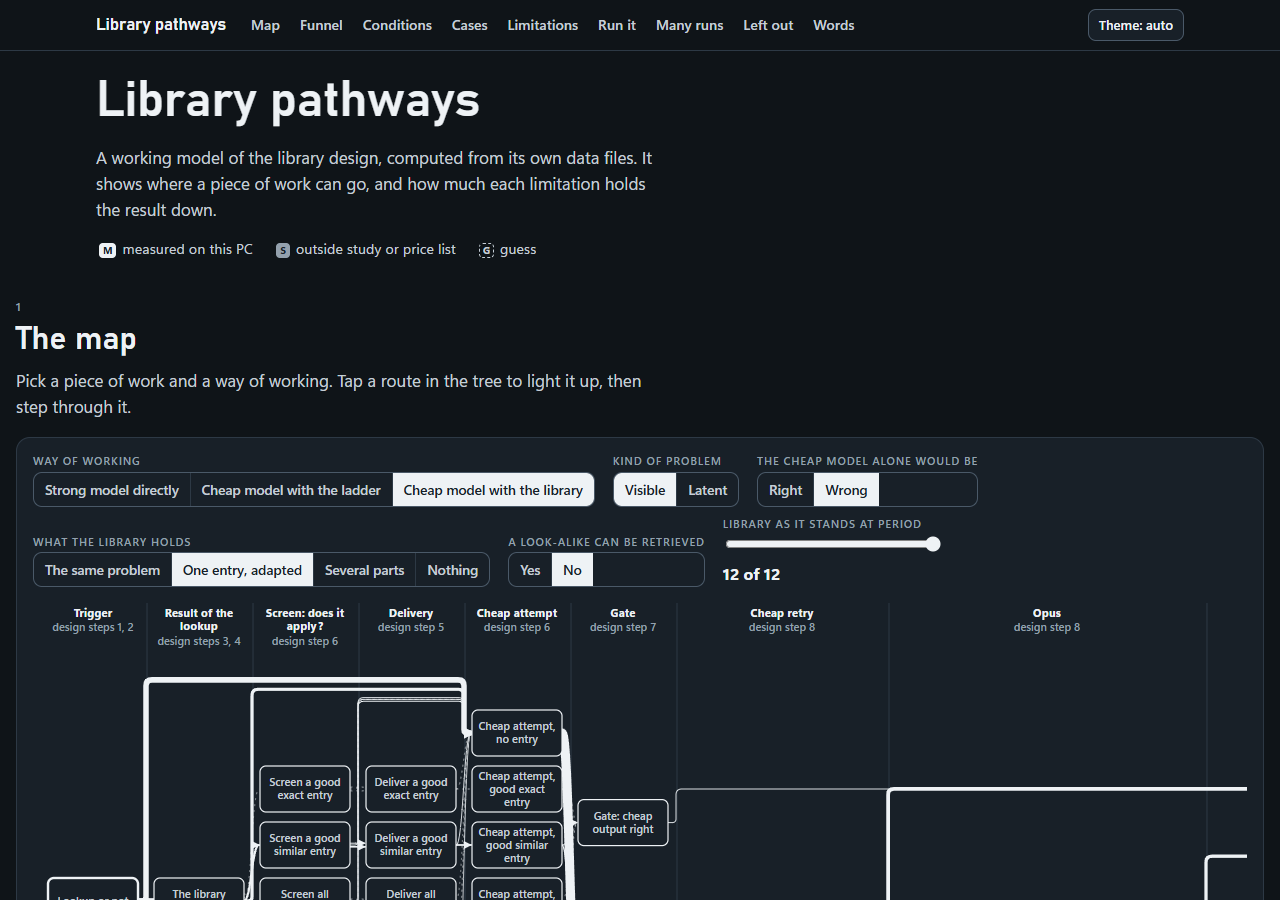 Library pathways Map Funnel Conditions Cases Limitations Run it Many runs Left out Words Theme: auto
Library pathways
A working model of the library design, computed from its own data files. It
shows where a piece of work can go, and how much each limitation holds
the result down.
M measured on this PC S outside study or price list G guess
1
The map
Pick a piece of work and a way of working. Tap a route in the tree to light it up, then
step through it.
WAY OF WORKING KIND OF PROBLEM THE CHEAP MODEL ALONE WOULD BE
Strong model directly Cheap model with the ladder Cheap model with the library Visible Latent Right Wrong
LIBRARY AS IT STANDS AT PERIOD
WHAT THE LIBRARY HOLDS A LOOK-ALIKE CAN BE RETRIEVED
The same problem One entry, adapted Several parts Nothing Yes No 12 of 12
Trigger
design steps 1, 2
Result of the
lookup
design steps 3, 4
Screen: does it
apply?
design step 6
Delivery
design step 5
Cheap attempt
design step 6
Gate
design step 7
Cheap retry
design step 8
Opus
design step 8
Cheap attempt,
no entry
Screen a good
exact entry
Deliver a good
exact entry
Cheap attempt,
good exact
entry
Gate: cheap
output right
Screen a good
similar entry
Deliver a good
similar entry
Cheap attempt,
good similar
entry
The library
Screen all
Deliver all
Cheap attempt,